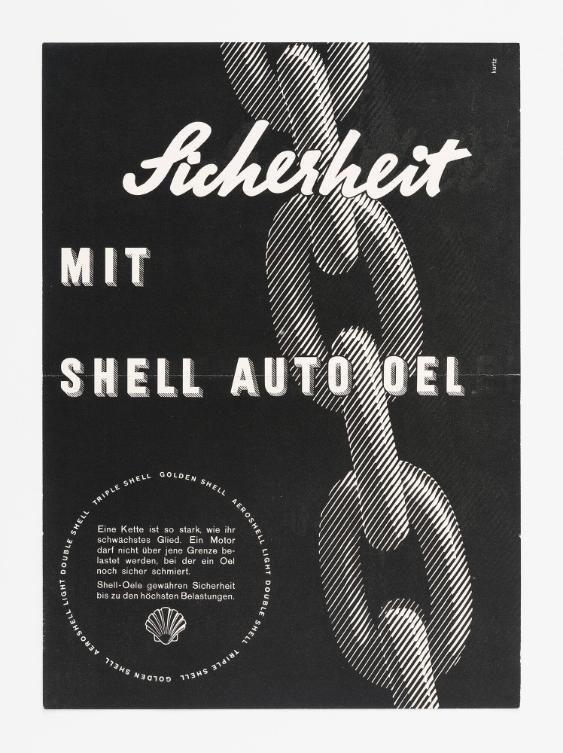 kurtz
Sicherheit
MIT
SHELL AUTO OEL
TRIPLE SHELL GOLDEN SHELL AEROSHELL LIGHT DOUBLE SHELL TRIPLE SHELL GOLDEN SHELL AEROSHELL LIGHT DOUBLE SHELL
Eine Kette ist so stark, wie ihr
schwächstes Glied. Ein Motor
darf nicht über jene Grenze be-
lastet werden, bei der ein Oel
noch sicher schmiert.
Shell-Oele gewähren Sicherheit
bis zu den höchsten Belastungen.